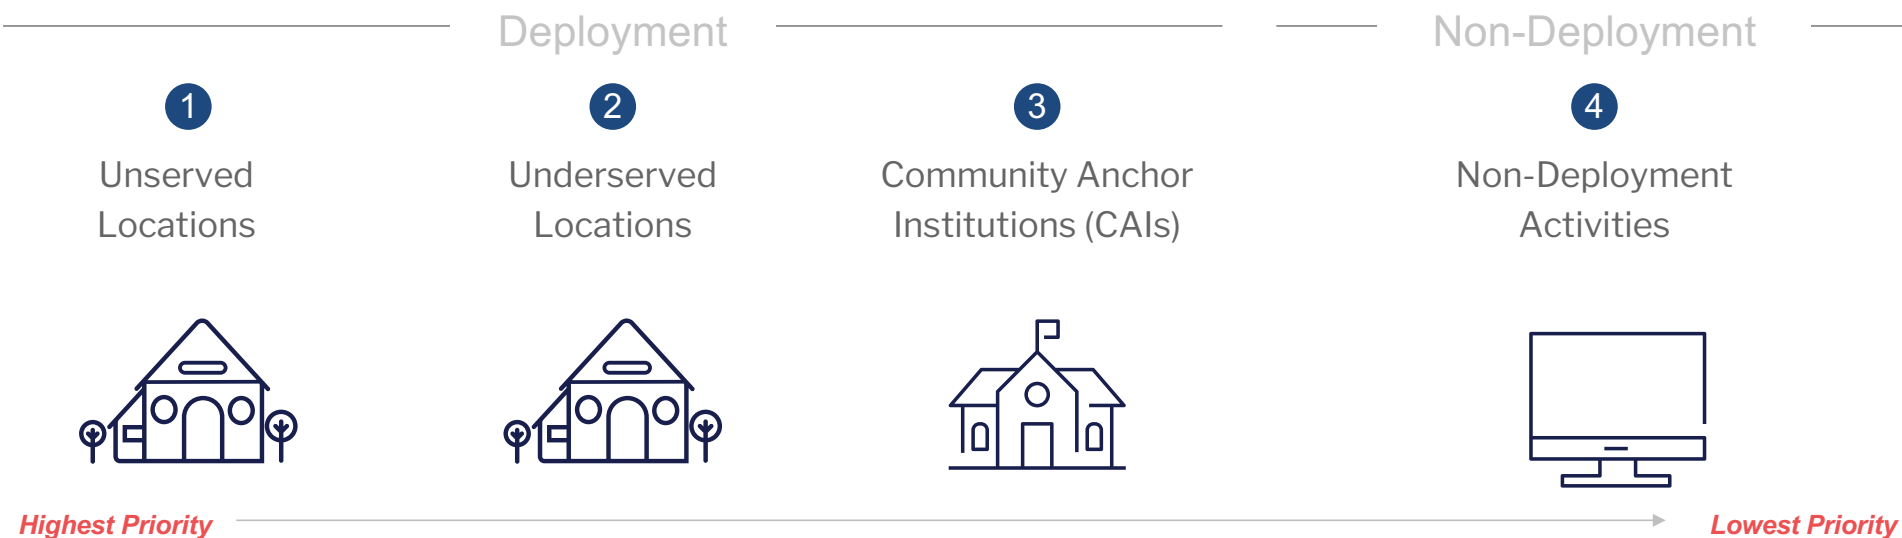 Deployment
Non-Deployment
1
2
3
4
Unserved
Locations
Underserved
Locations
Community Anchor
Institutions (CAIs)
Non-Deployment
Activities
Highest Priority
Lowest Priority